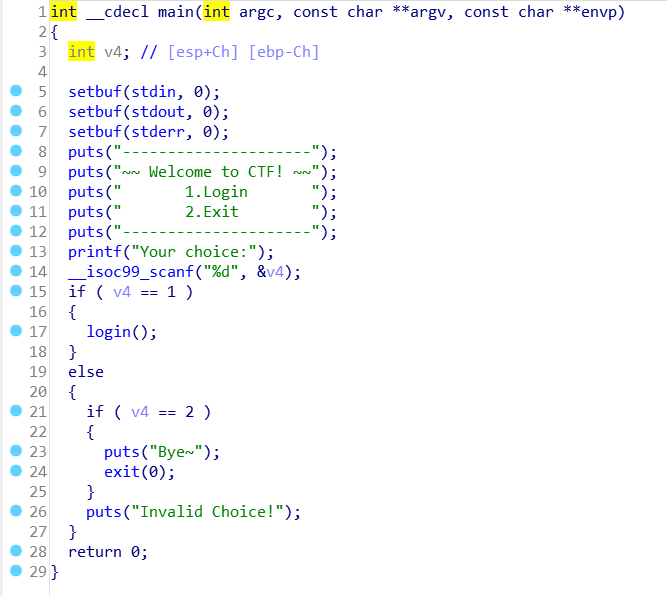 1 int __cdecl main(int argc, const char **argv, const char **envp)
2 {
3   int v4; // [esp+Ch] [ebp-Ch]
4
5   setbuf(stdin, 0);
6   setbuf(stdout, 0);
7   setbuf(stderr, 0);
8   puts("---------------------");
9   puts("~~ Welcome to CTF! ~~");
10   puts("       1.Login       ");
11   puts("       2.Exit        ");
12   puts("---------------------");
13   printf("Your choice:");
14   __isoc99_scanf("%d", &v4);
15   if ( v4 == 1 )
16   {
17     login();
18   }
19   else
20   {
21     if ( v4 == 2 )
22     {
23       puts("Bye~");
24       exit(0);
25     }
26     puts("Invalid Choice!");
27   }
28   return 0;
29 }